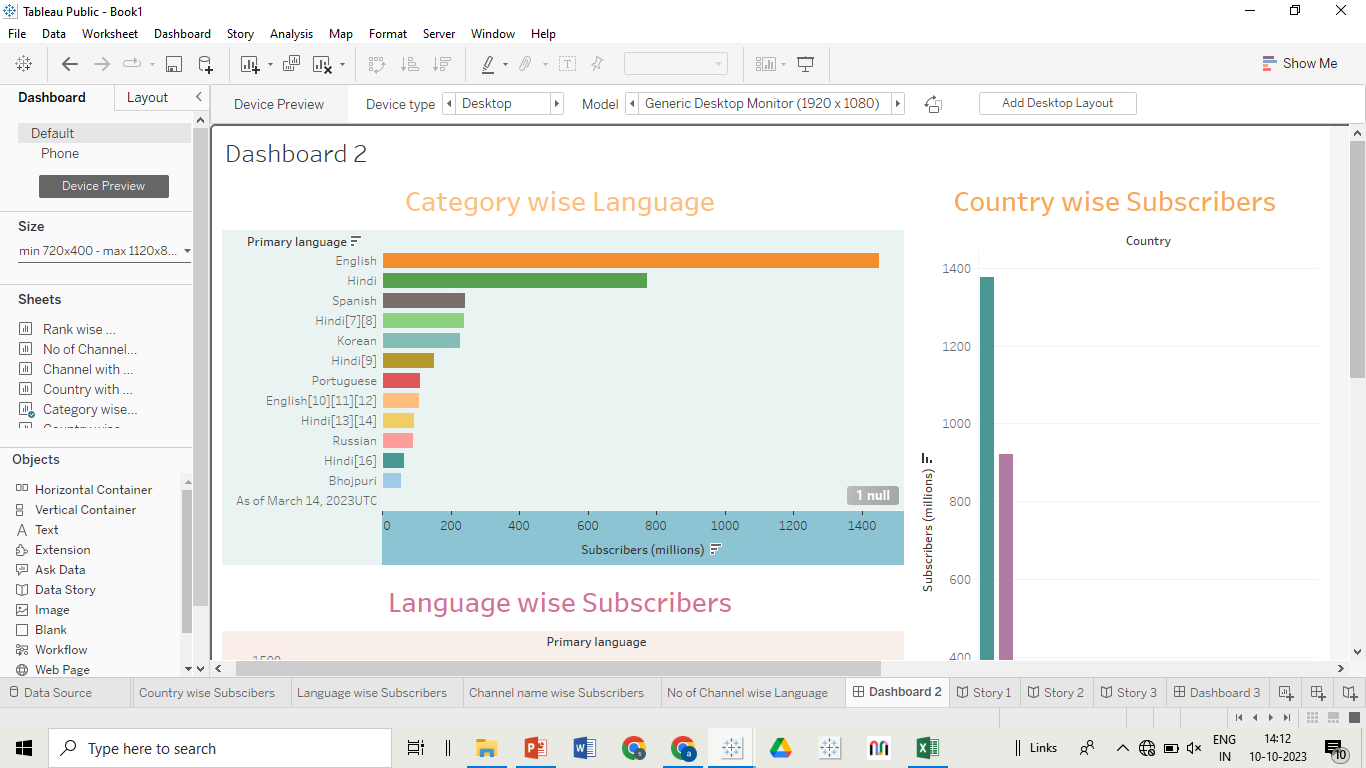 Tableau Public - Book1
File Data Worksheet Dashboard Story Analysis Map Format Server Window Help
Show Me
Dashboard Layout
Device Preview Device type Desktop Model Generic Desktop Monitor (1920 x 1080) Add Desktop Layout
Default
Phone
Device Preview
Size
min 720x400 - max 1120x8...
Sheets
Rank wise ...
No of Channel...
Channel with ...
Country with ...
Category wise...
Objects
Horizontal Container
Vertical Container
Text
Extension
Ask Data
Data Story
Image
Blank
Workflow
Web Page
Dashboard 2
Category wise Language
Primary language
English
Hindi
Spanish
Hindi[7][8]
Korean
Hindi[9]
Portuguese
English[10][11][12]
Hindi[13][14]
Russian
Hindi[16]
Bhojpuri
As of March 14, 2023UTC
1 null
0 200 400 600 800 1000 1200 1400
Subscribers (millions)
Language wise Subscribers
Primary language
1500
Country wise Subscribers
Country
1400
1200
1000
800
600
400
Subscribers (millions)
Data Source Country wise Subscibers Language wise Subscribers Channel name wise Subscribers No of Channel wise Language Dashboard 2 Story 1 Story 2 Story 3 Dashboard 3
Type here to search
Links
ENG
IN
14:12
10-10-2023
10